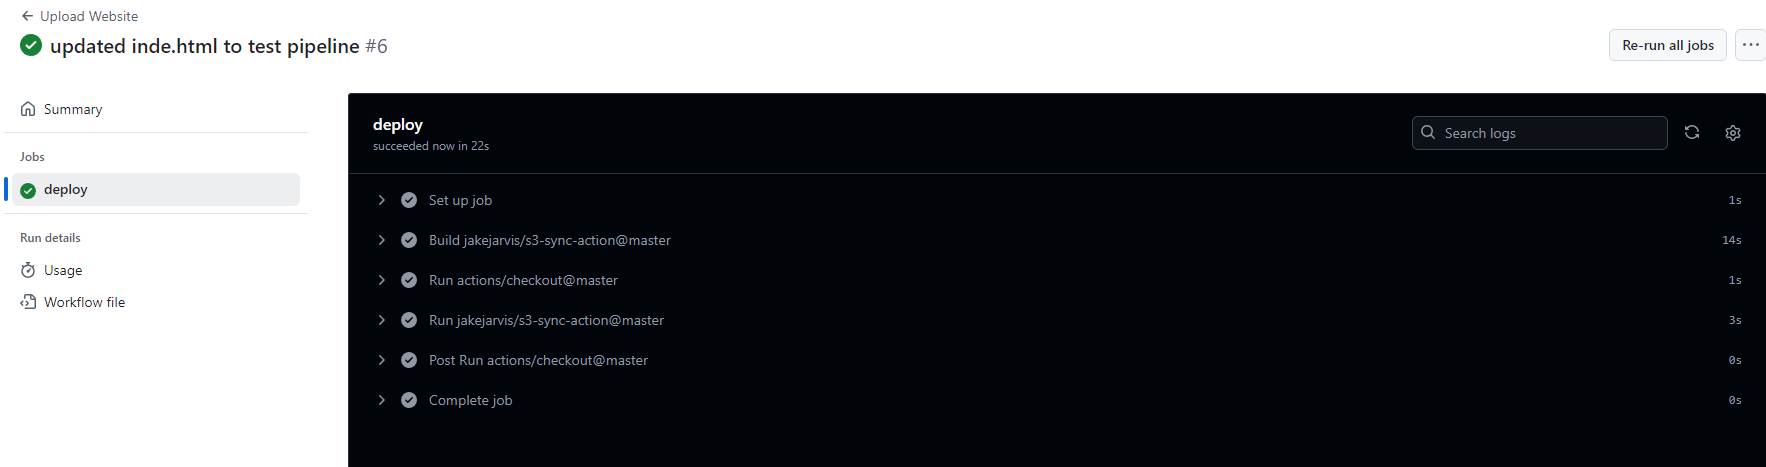 Upload Website
updated inde.html to test pipeline #6
Re-run all jobs
Summary
Jobs
deploy
Run details
Usage
Workflow file
deploy
succeeded now in 22s
Search logs
Set up job 1s
Build jakejarvis/s3-sync-action@master 14s
Run actions/checkout@master 1s
Run jakejarvis/s3-sync-action@master 3s
Post Run actions/checkout@master 0s
Complete job 0s